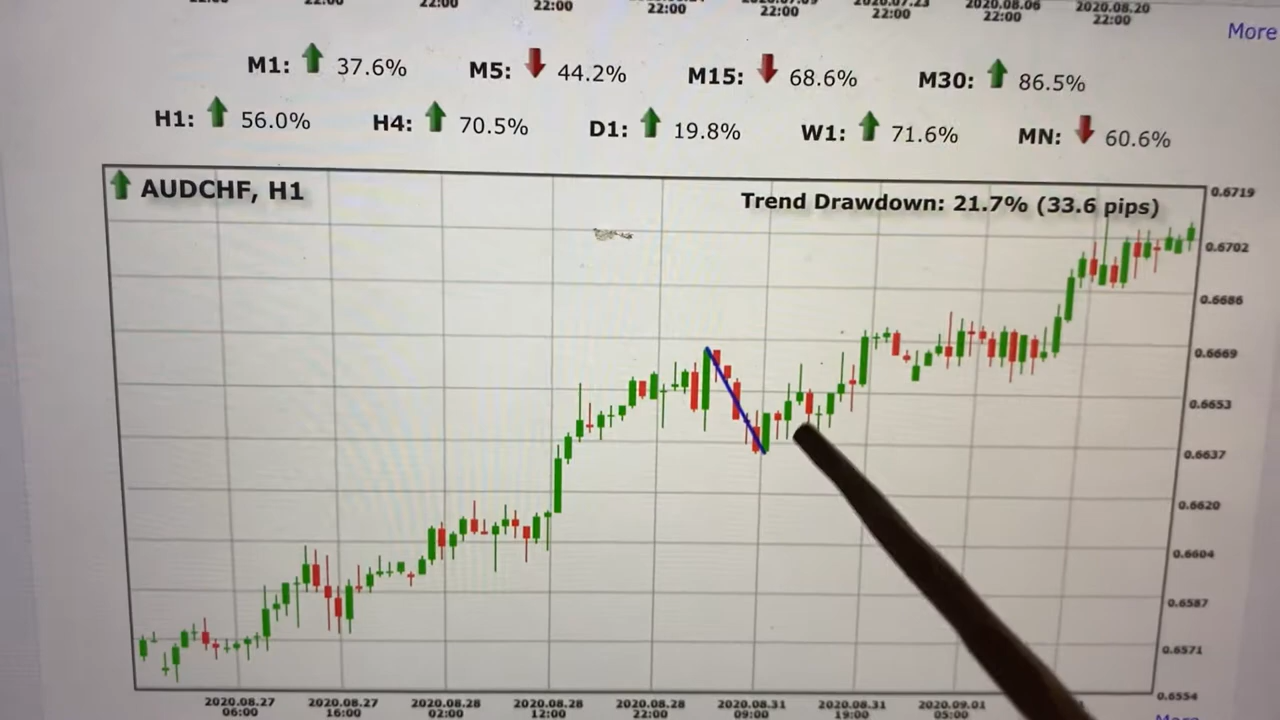 22:00 22:00 22:00 22:00 22:00 22:00 2020.08.06 2020.08.20
22:00 22:00
More
M1: 37.6% M5: 44.2% M15: 68.6% M30: 86.5%
H1: 56.0% H4: 70.5% D1: 19.8% W1: 71.6% MN: 60.6%
AUDCHF, H1
Trend Drawdown: 21.7% (33.6 pips)
0.6719
0.6702
0.6686
0.6669
0.6653
0.6637
0.6620
0.6604
0.6587
0.6571
0.6554
2020.08.27 2020.08.27 2020.08.28 2020.08.28 2020.08.28 2020.08.31 2020.08.31 2020.09.01
06:00 16:00 02:00 12:00 22:00 09:00 19:00 05:00
More